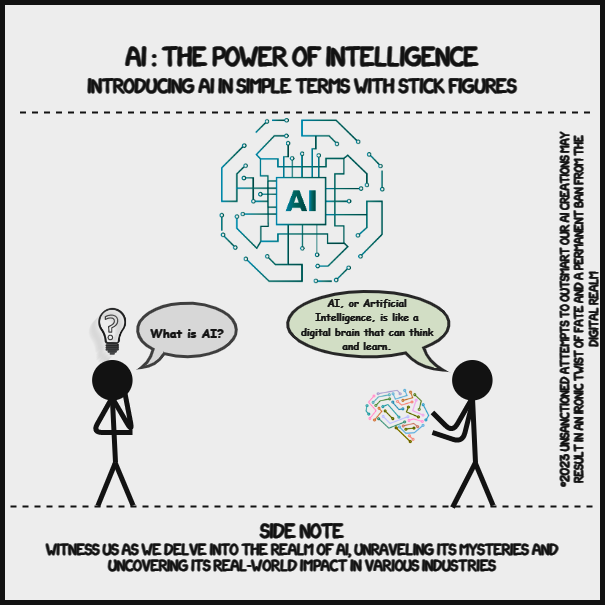 AI : THE POWER OF INTELLIGENCE
INTRODUCING AI IN SIMPLE TERMS WITH STICK FIGURES
AI
What is AI?
AI, or Artificial
Intelligence, is like a
digital brain that can think
and learn.
?
©2023 UNSANCTIONED ATTEMPTS TO OUTSMART OUR AI CREATIONS MAY
RESULT IN AN IRONIC TWIST OF FATE AND A PERMANENT BAN FROM THE
DIGITAL REALM
SIDE NOTE
WITNESS US AS WE DELVE INTO THE REALM OF AI, UNRAVELING ITS MYSTERIES AND
UNCOVERING ITS REAL-WORLD IMPACT IN VARIOUS INDUSTRIES